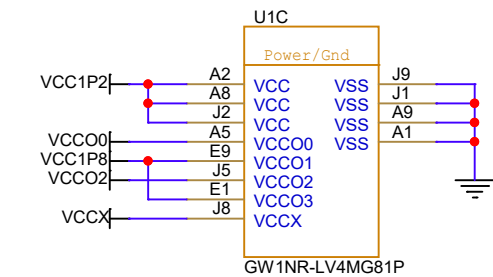 U1C
Power/Gnd
VCC1P2 A2 VCC VSS J9
A8 VCC VSS J1
J2 VCC VSS A9
VCCO0 A5 VCCO0 VSS A1
VCC1P8 E9 VCCO1
VCCO2 J5 VCCO2
E1 VCCO3
VCCX J8 VCCX
GW1NR-LV4MG81P